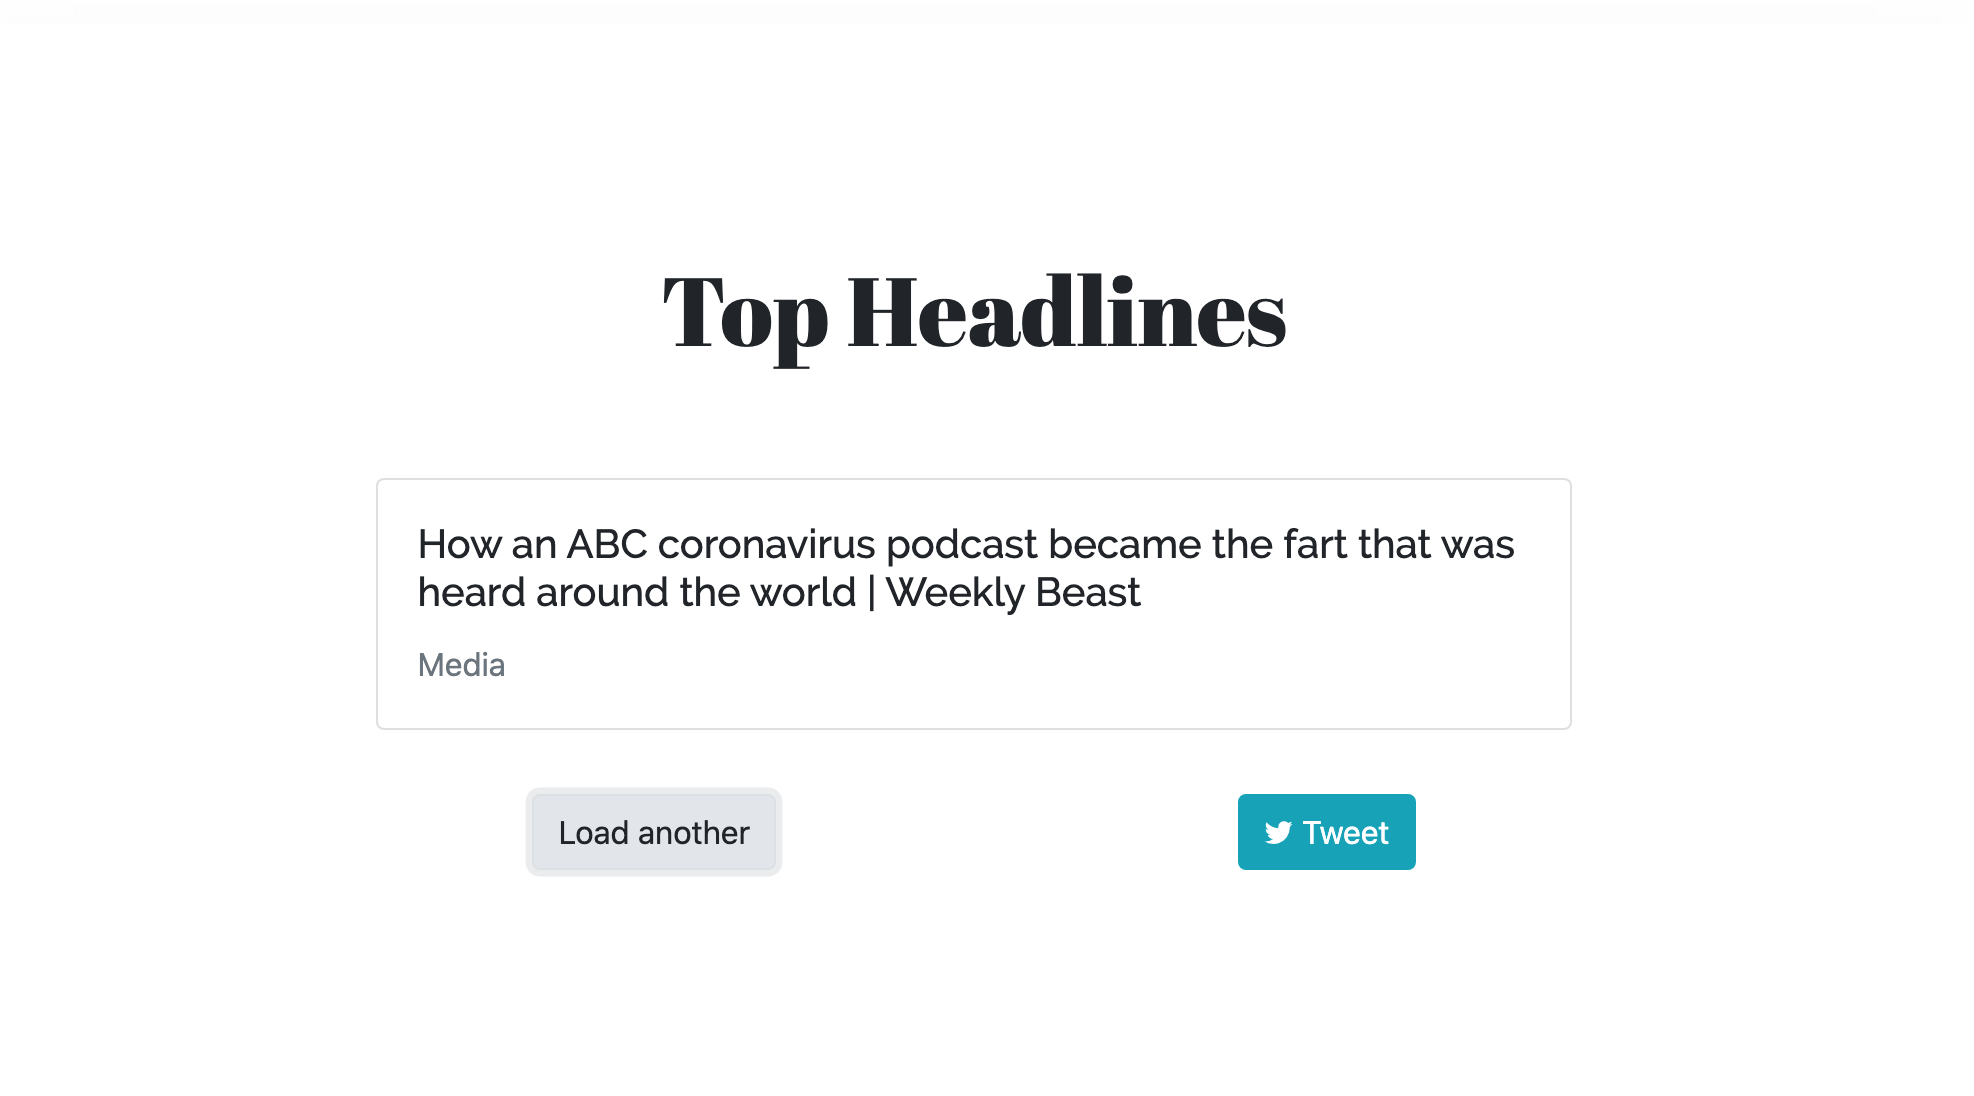 Top Headlines
How an ABC coronavirus podcast became the fart that was
heard around the world | Weekly Beast
Media
Load another
Tweet